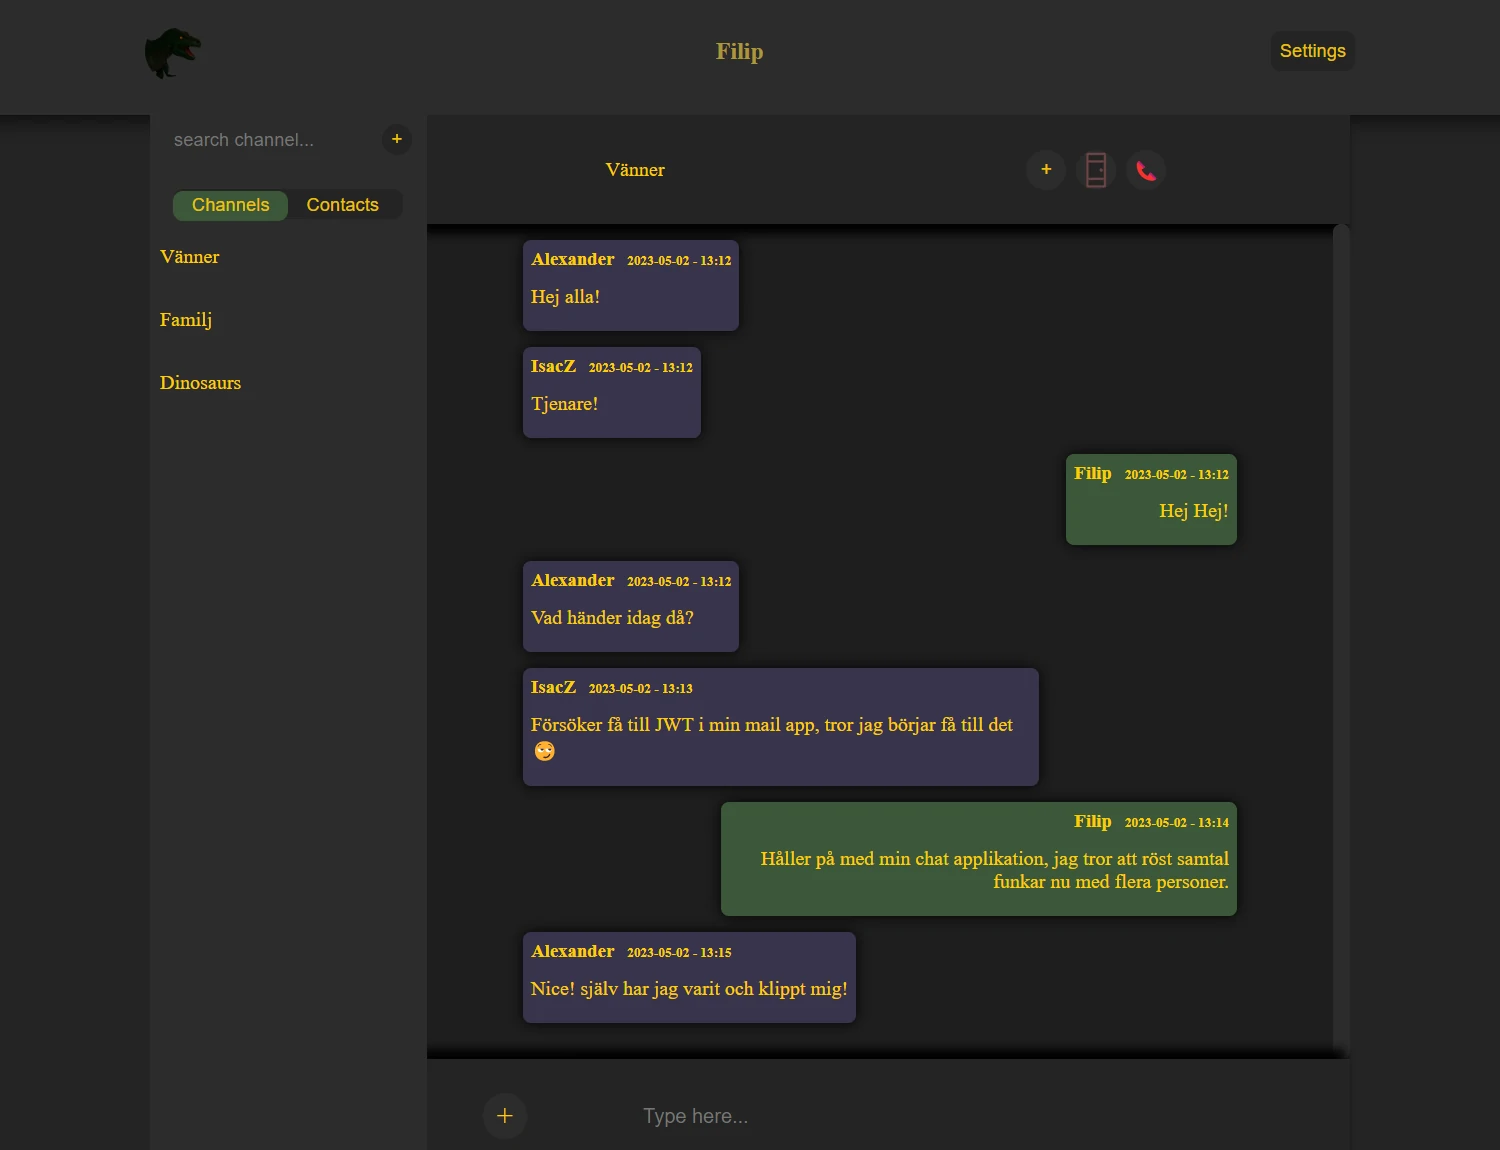 Filip
Settings
search channel...
+
Channels
Contacts
Vänner
Familj
Dinosaurs
Vänner
+
Alexander 2023-05-02 - 13:12
Hej alla!
IsacZ 2023-05-02 - 13:12
Tjenare!
Filip 2023-05-02 - 13:12
Hej Hej!
Alexander 2023-05-02 - 13:12
Vad händer idag då?
IsacZ 2023-05-02 - 13:13
Försöker få till JWT i min mail app, tror jag börjar få till det
🙄
Filip 2023-05-02 - 13:14
Håller på med min chat applikation, jag tror att röst samtal
funkar nu med flera personer.
Alexander 2023-05-02 - 13:15
Nice! själv har jag varit och klippt mig!
+
Type here...